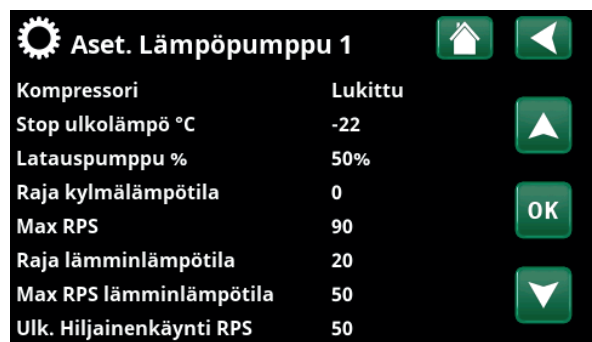 Aset. Lämpöpumppu 1
Kompressori Lukittu
Stop ulkolämpö °C -22
Latauspumppu % 50%
Raja kylmälämpötila 0
OK
Max RPS 90
Raja lämminlämpötila 20
Max RPS lämminlämpötila 50
Ulk. Hiljainenkäynti RPS 50